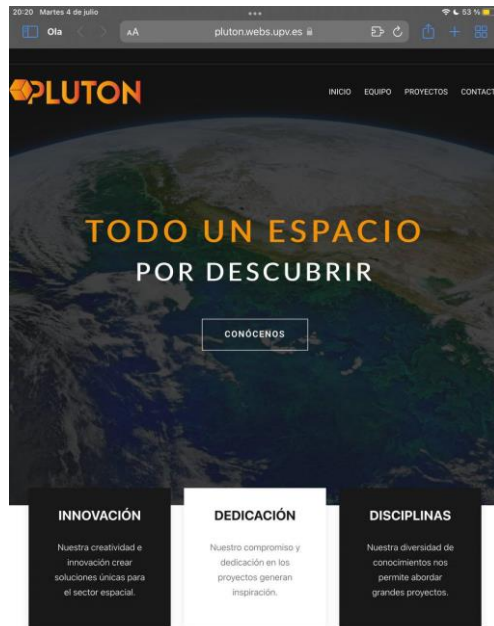 20:20 Martes 4 de julio
53 %
Ola
AA
pluton.webs.upv.es
PLUTON
INICIO EQUIPO PROYECTOS CONTACT
TODO UN ESPACIO
POR DESCUBRIR
CONÓCENOS
INNOVACIÓN
Nuestra creatividad e
innovación crear
soluciones únicas para
el sector espacial.
DEDICACIÓN
Nuestro compromiso y
dedicación en los
proyectos generan
inspiración.
DISCIPLINAS
Nuestra diversidad de
conocimientos nos
permite abordar
grandes proyectos.